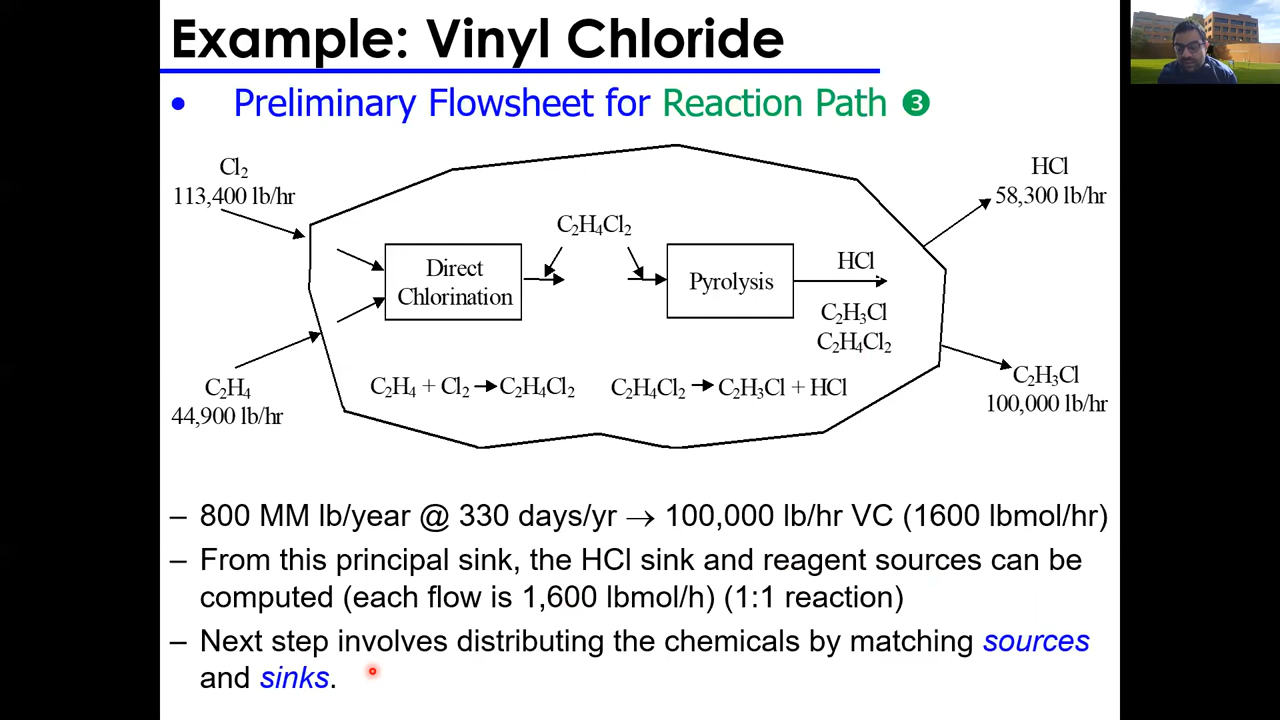 Example: Vinyl Chloride
• Preliminary Flowsheet for Reaction Path ❸
Cl₂
113,400 lb/hr
HCl
58,300 lb/hr
C₂H₄Cl₂
Direct
Chlorination
Pyrolysis
HCl
C₂H₃Cl
C₂H₄Cl₂
C₂H₄
44,900 lb/hr
C₂H₄ + Cl₂ → C₂H₄Cl₂
C₂H₄Cl₂ → C₂H₃Cl + HCl
C₂H₃Cl
100,000 lb/hr
– 800 MM lb/year @ 330 days/yr → 100,000 lb/hr VC (1600 lbmol/hr)
– From this principal sink, the HCl sink and reagent sources can be
computed (each flow is 1,600 lbmol/h) (1:1 reaction)
– Next step involves distributing the chemicals by matching sources
and sinks.